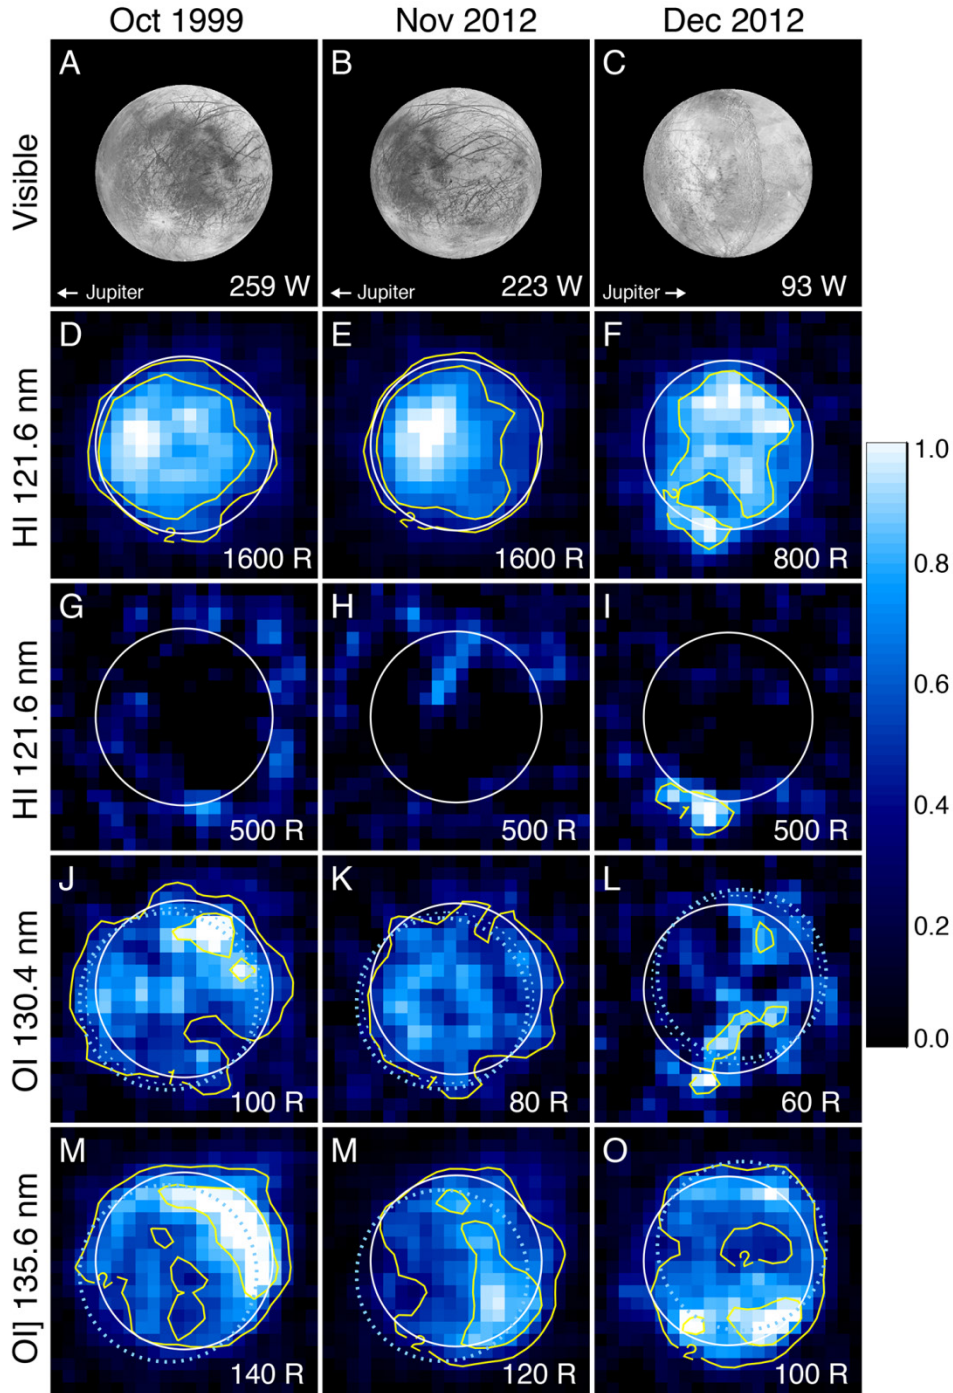 Oct 1999 Nov 2012 Dec 2012
Visible
A B C
← Jupiter 259 W ← Jupiter 223 W Jupiter → 93 W
HI 121.6 nm
D E F
2 2 2
1600 R 1600 R 800 R
HI 121.6 nm
G H I
1
500 R 500 R 500 R
OI 130.4 nm
J K L
1 1
100 R 80 R 60 R
OI] 135.6 nm
M M O
2 2 2 2
140 R 120 R 100 R
1.0
0.8
0.6
0.4
0.2
0.0